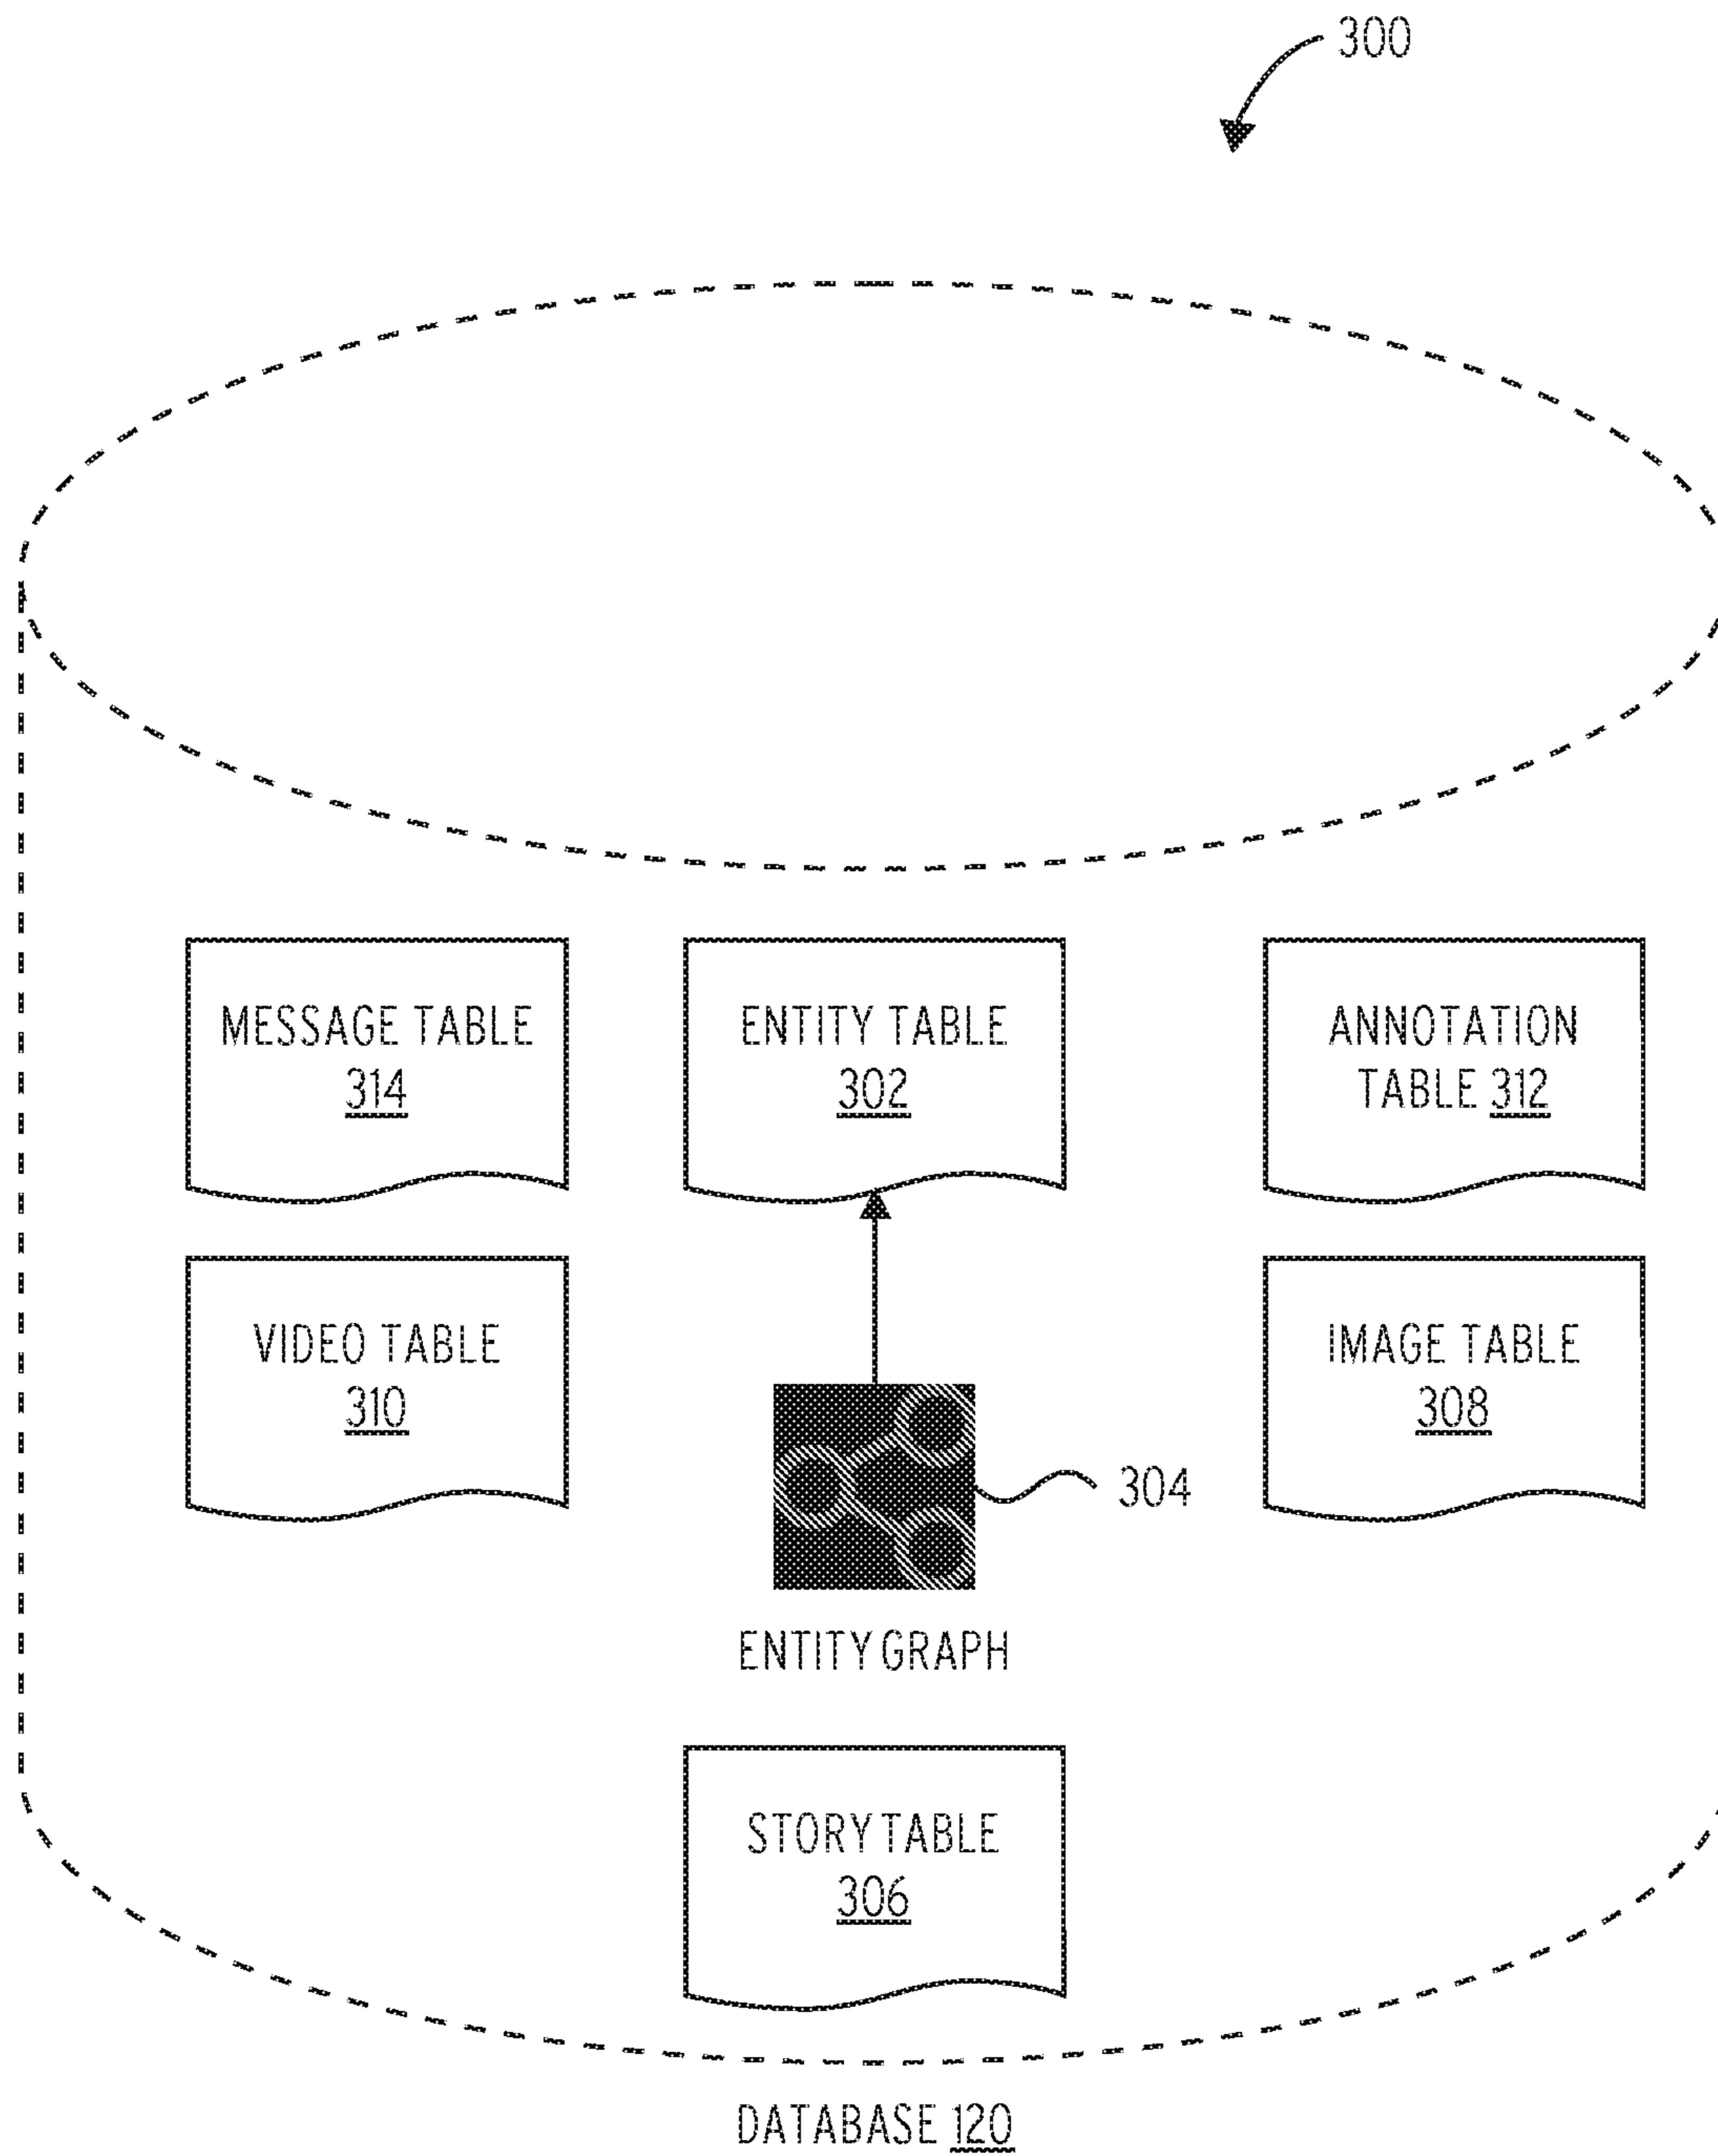 300
MESSAGE TABLE
314
ENTITY TABLE
302
ANNOTATION
TABLE 312
VIDEO TABLE
310
IMAGE TABLE
308
304
ENTITY GRAPH
STORY TABLE
306
DATABASE 120